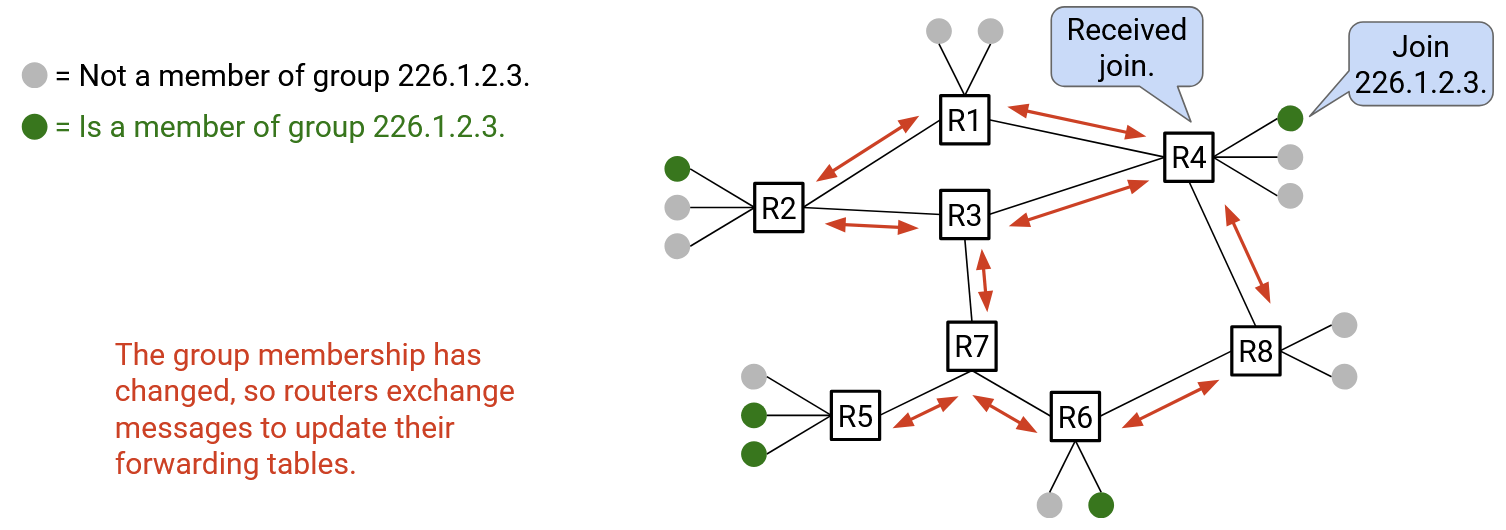 = Not a member of group 226.1.2.3.
= Is a member of group 226.1.2.3.
Received
join.
Join
226.1.2.3.
R1
R4
R2
R3
R7
R8
R5
R6
The group membership has
changed, so routers exchange
messages to update their
forwarding tables.